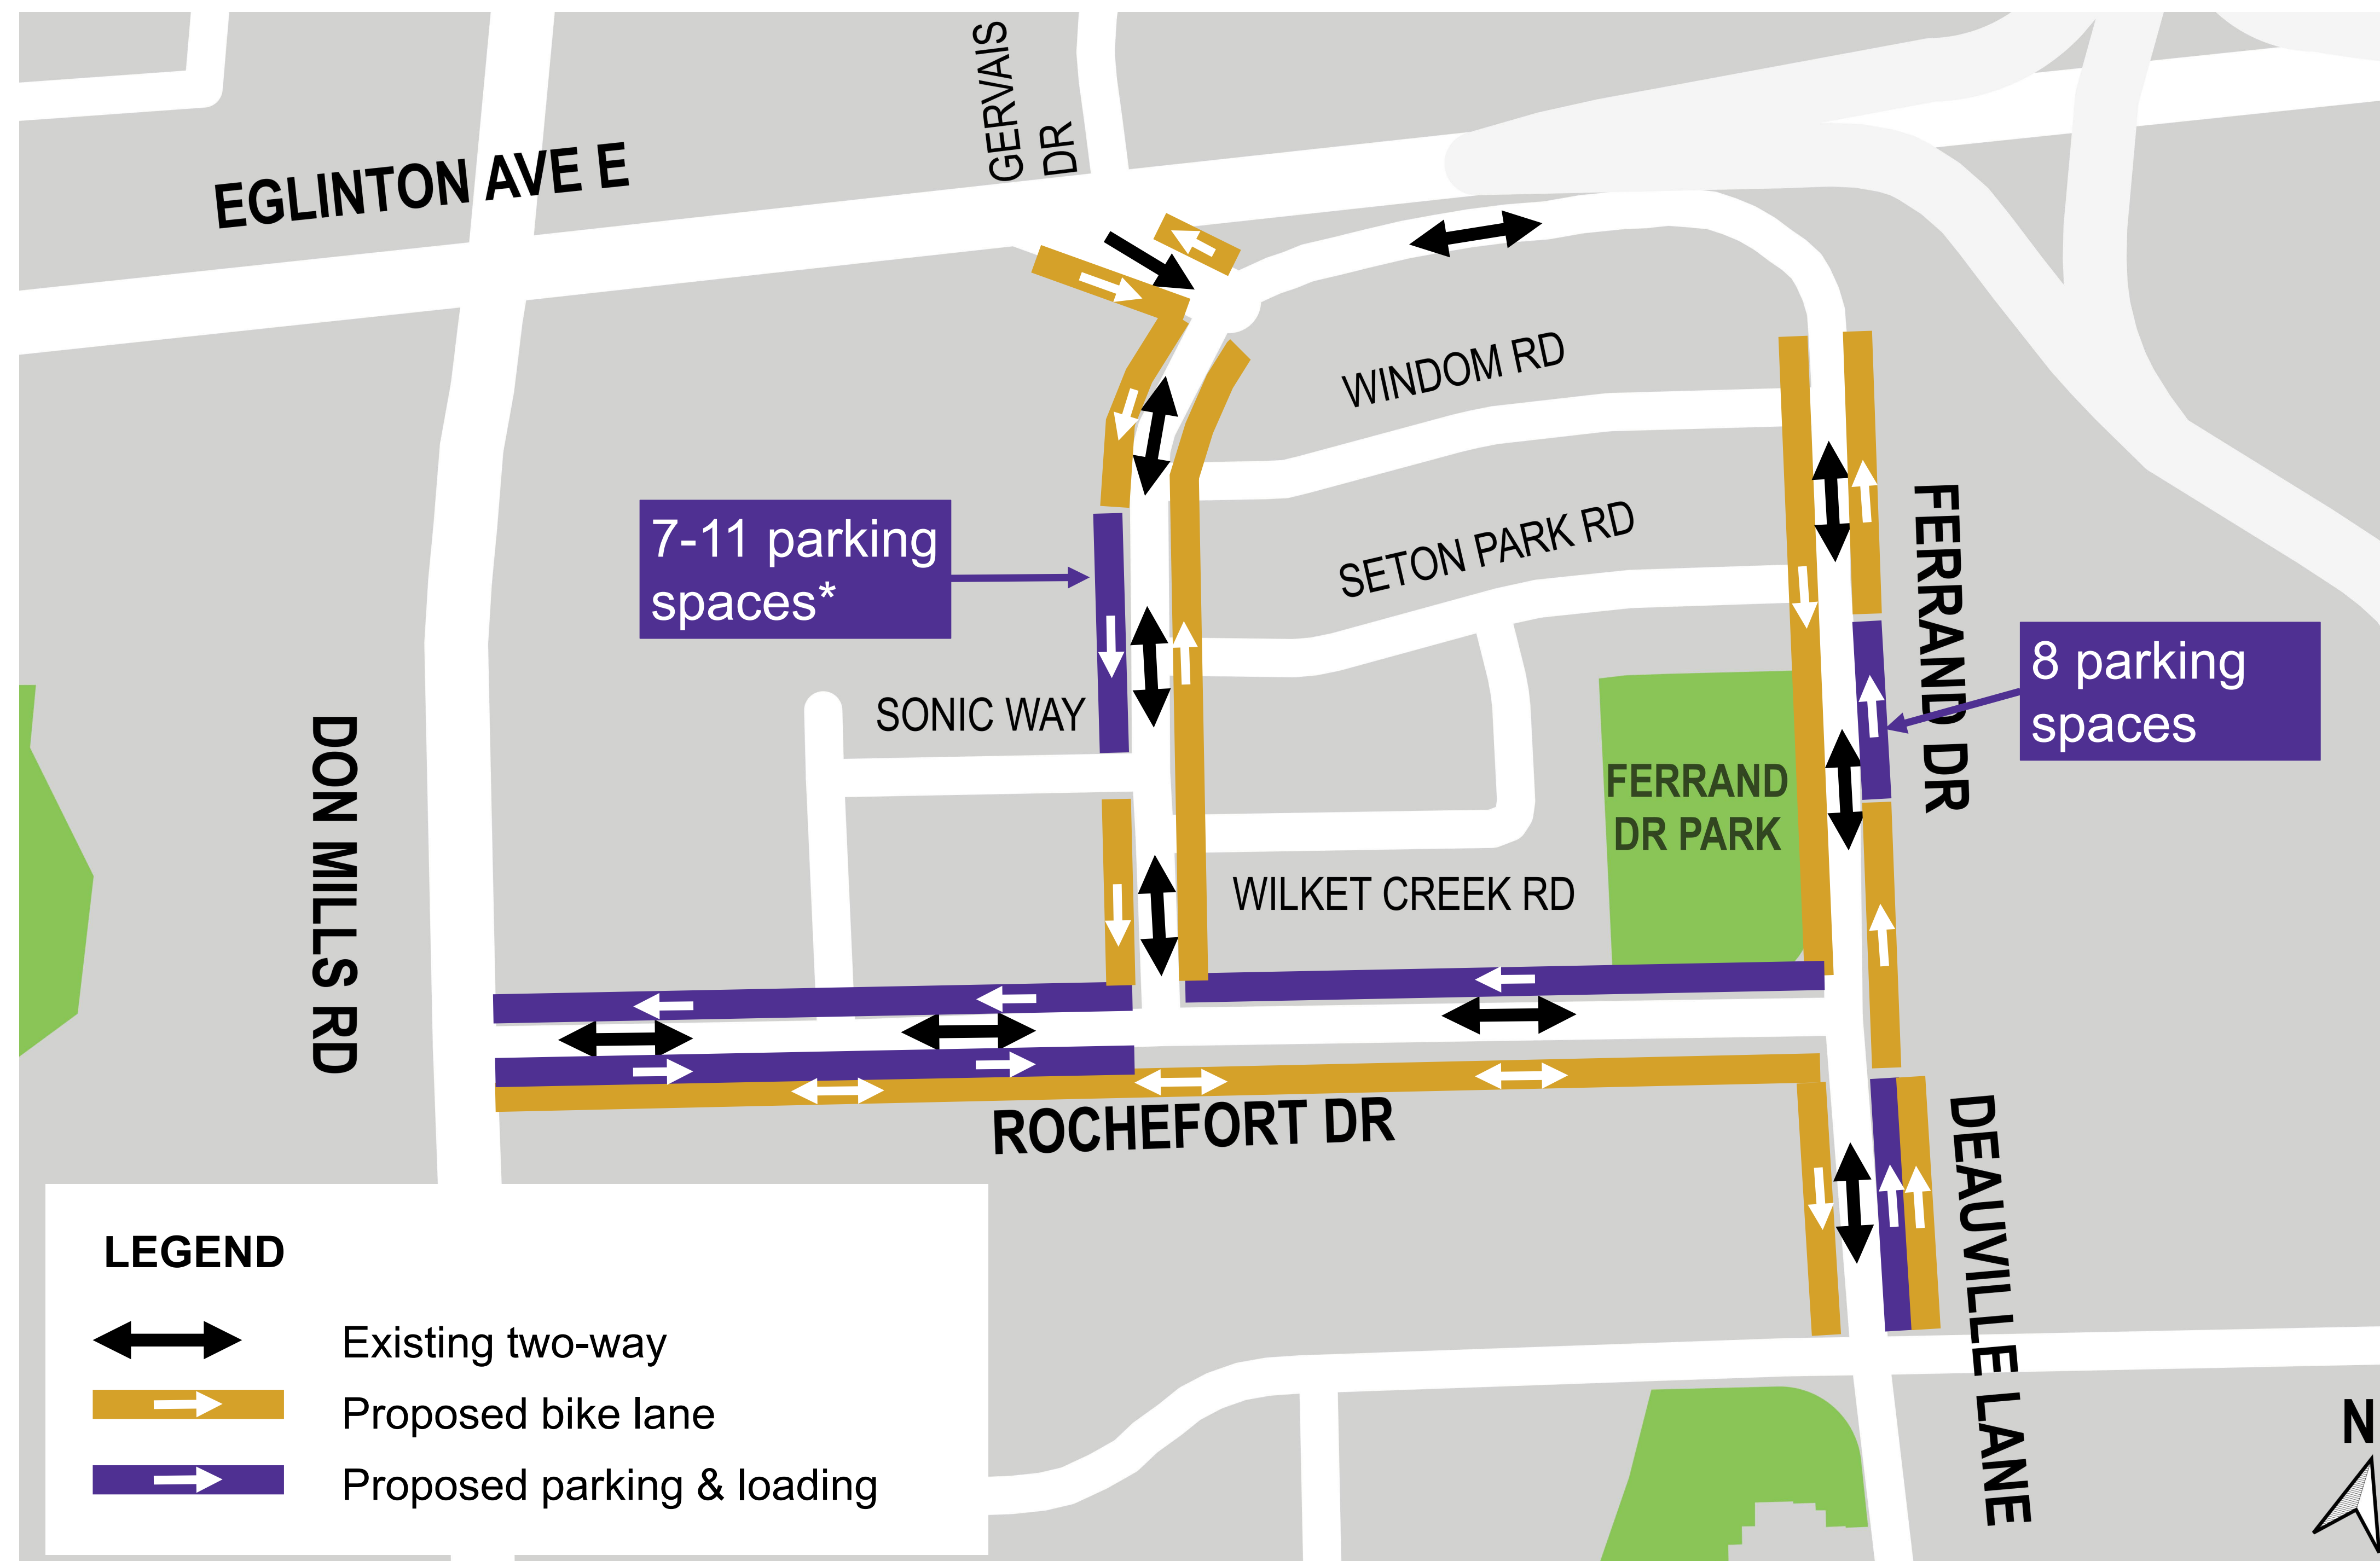 GERVAIS
DR
EGLINTON AVE E
WINDOM RD
7-11 parking
spaces*
SETON PARK RD
FERRAND DR
8 parking
spaces
SONIC WAY
DON MILLS RD
FERRAND
DR PARK
WILKET CREEK RD
ROCHEFORT DR
DEAUVILLE LANE
LEGEND
Existing two-way
Proposed bike lane
Proposed parking & loading
N